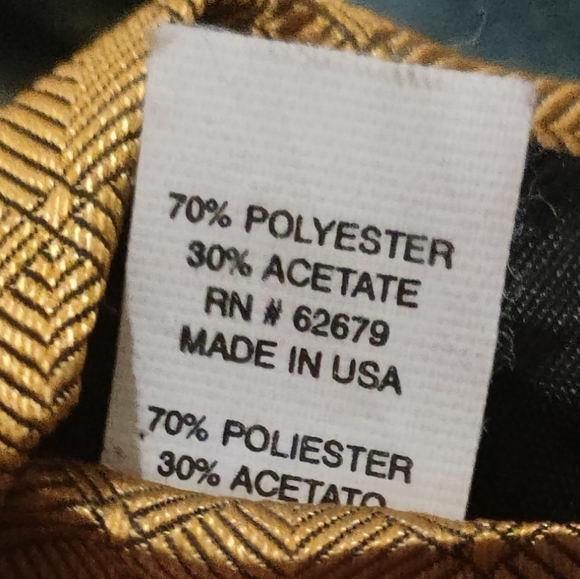 70% POLYESTER
30% ACETATE
RN # 62679
MADE IN USA
70% POLIESTER
30% ACETATO